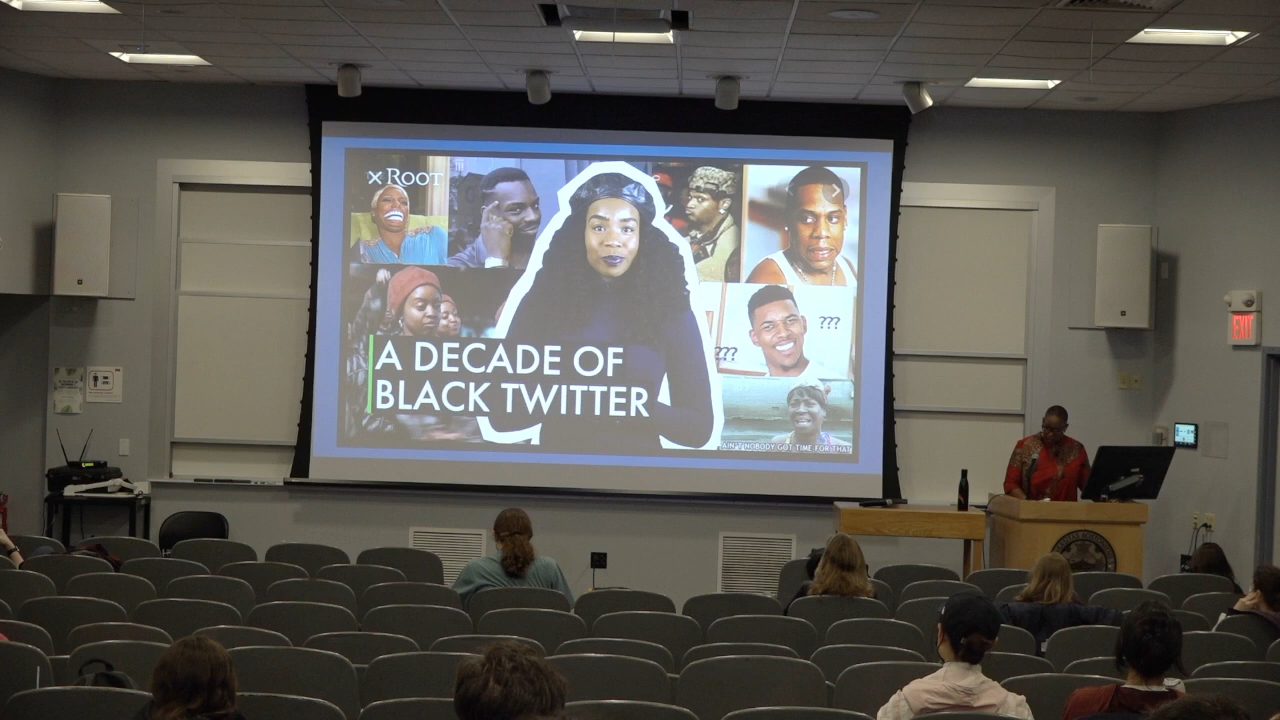 ROOT
???
???
A DECADE OF
BLACK TWITTER
AIN'T NOBODY GOT TIME FOR THAT
EXIT